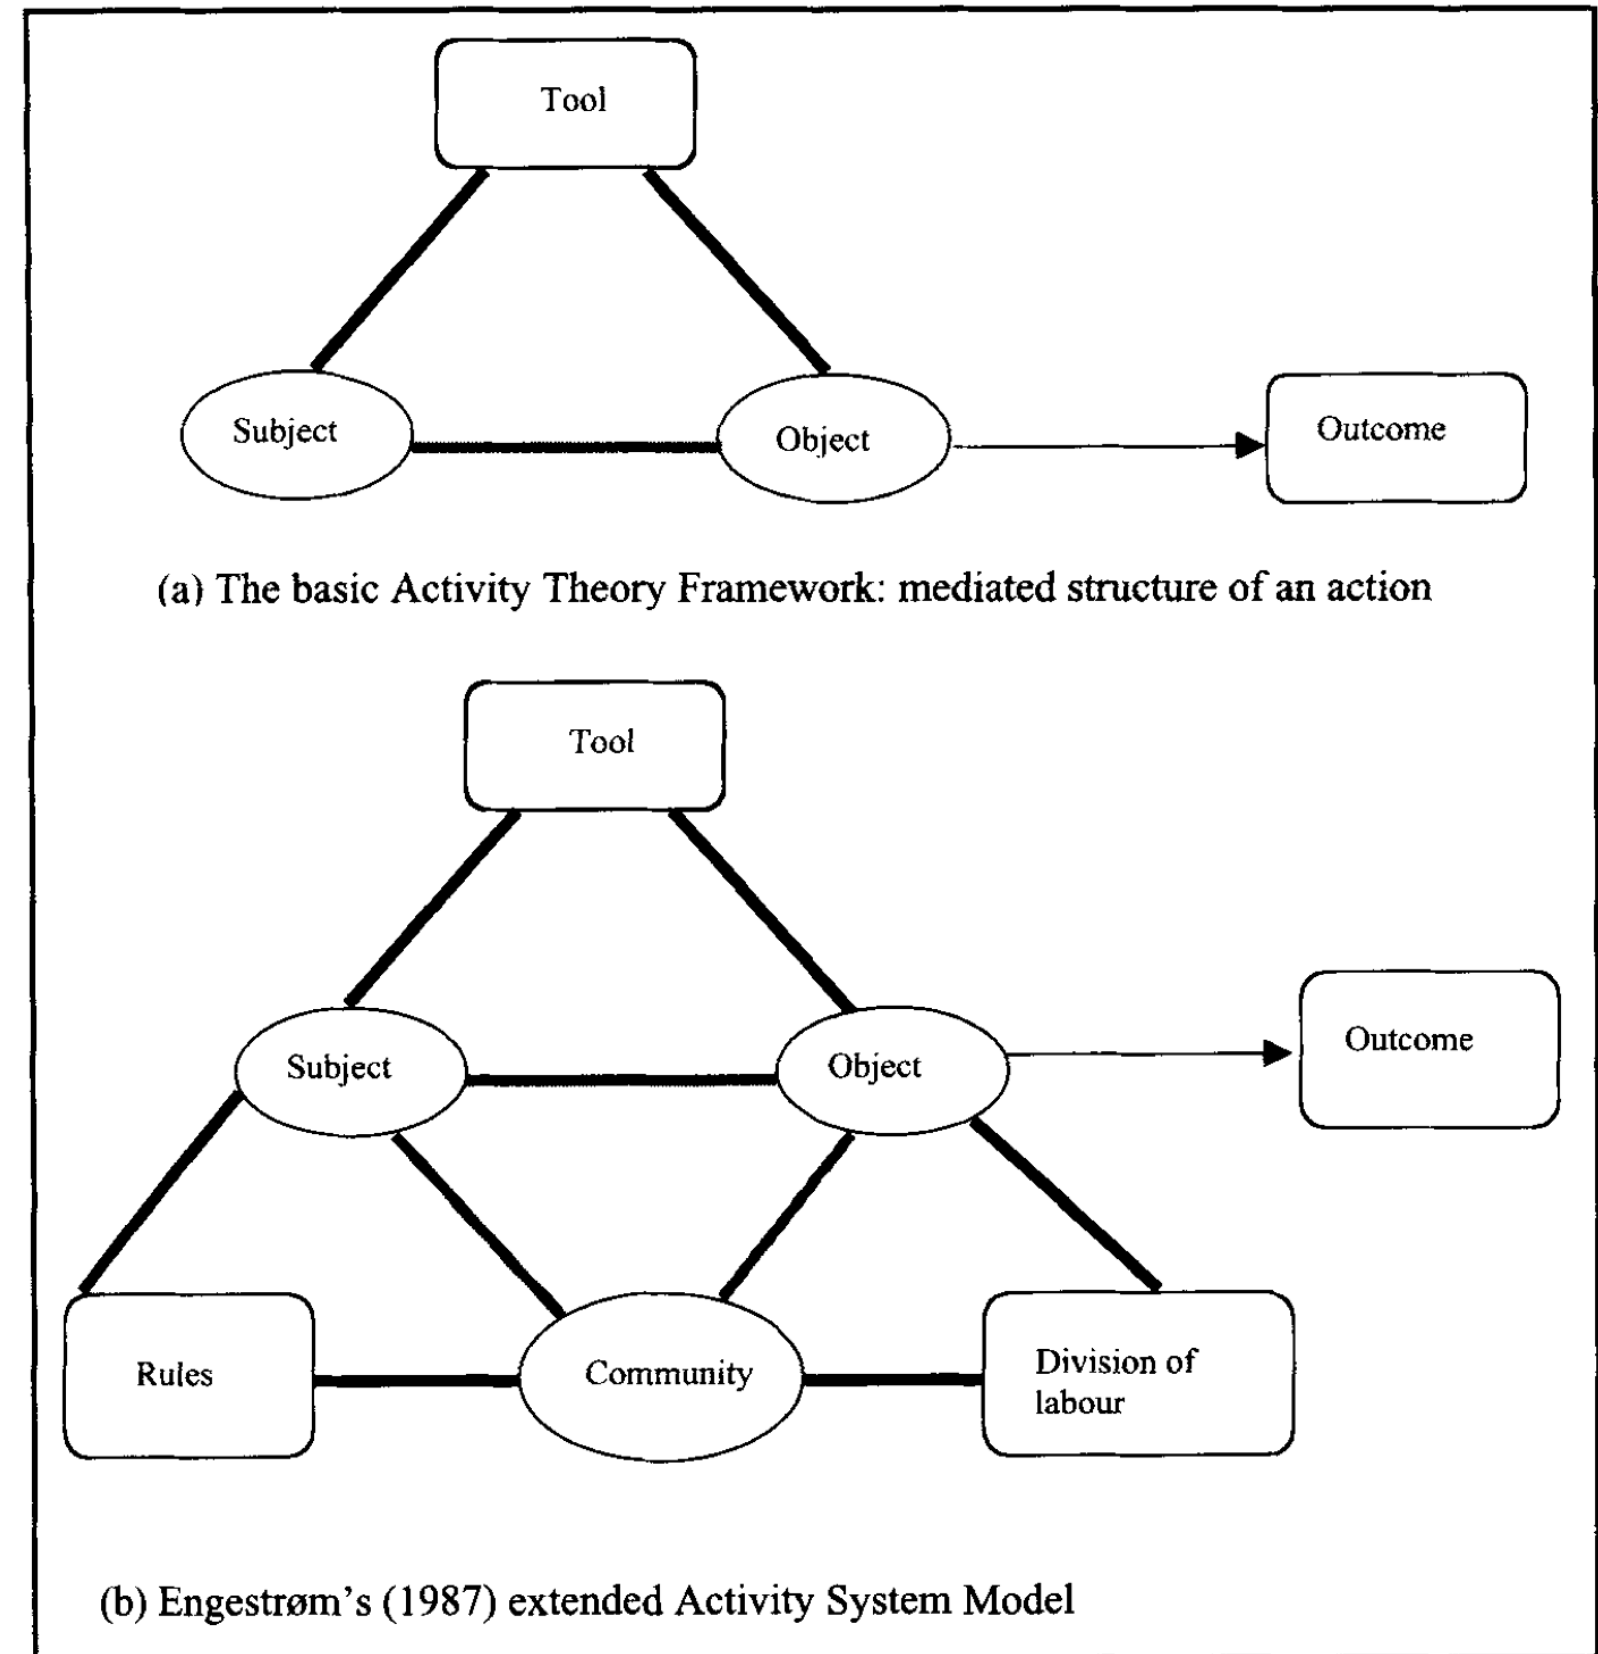 Tool
Subject
Object
Outcome
(a) The basic Activity Theory Framework: mediated structure of an action
Tool
Subject
Object
Outcome
Rules
Community
Division of
labour
(b) Engestrøm's (1987) extended Activity System Model